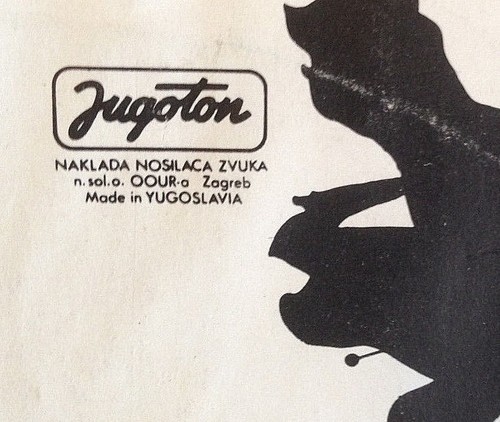 Jugoton
NAKLADA NOSILACA ZVUKA
n. sol.o. OOUR-a Zagreb
Made in YUGOSLAVIA